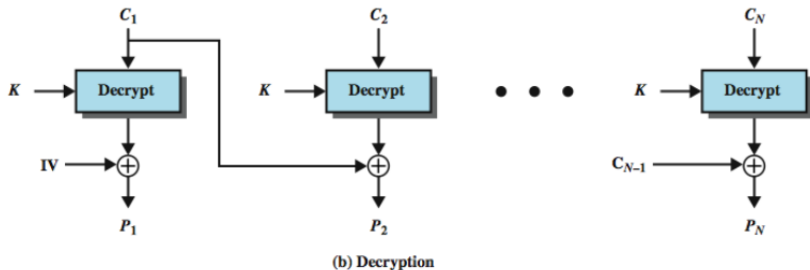 C1 C2 CN
K Decrypt K Decrypt K Decrypt
IV CN–1
P1 P2 PN
(b) Decryption